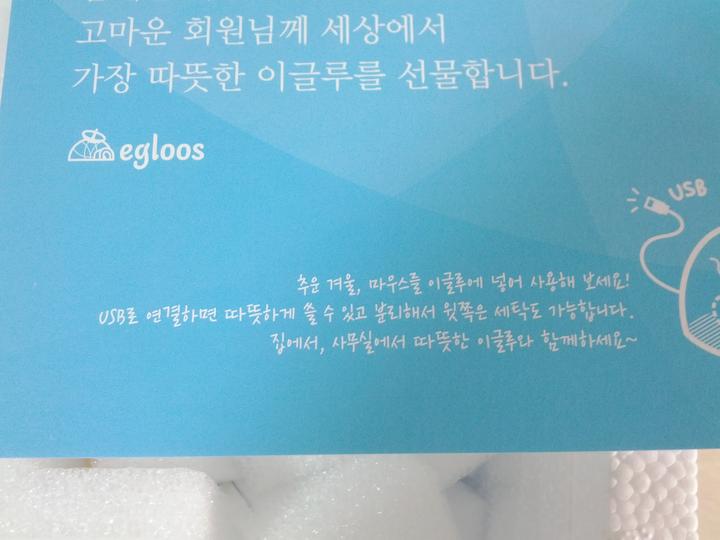 고마운 회원님께 세상에서
가장 따뜻한 이글루를 선물합니다.
egloos
USB
추운 겨울, 마우스를 이글루에 넣어 사용해 보세요!
USB로 연결하면 따뜻하게 쓸 수 있고 분리해서 윗쪽은 세탁도 가능합니다.
집에서, 사무실에서 따뜻한 이글루와 함께하세요~